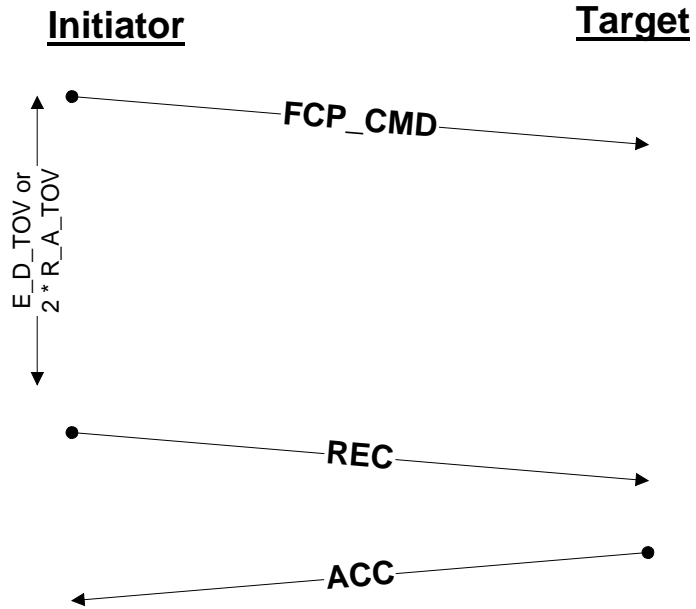 Initiator
Target
FCP_CMD
E_D_TOV or
2 * R_A_TOV
REC
ACC